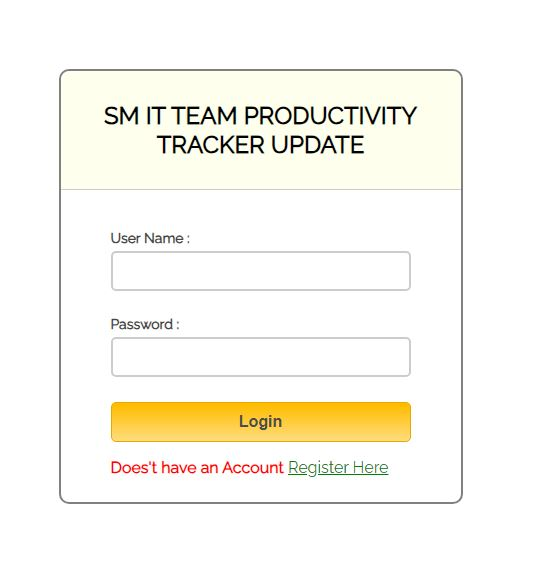 SM IT TEAM PRODUCTIVITY
TRACKER UPDATE
User Name :
Password :
Login
Does't have an Account Register Here